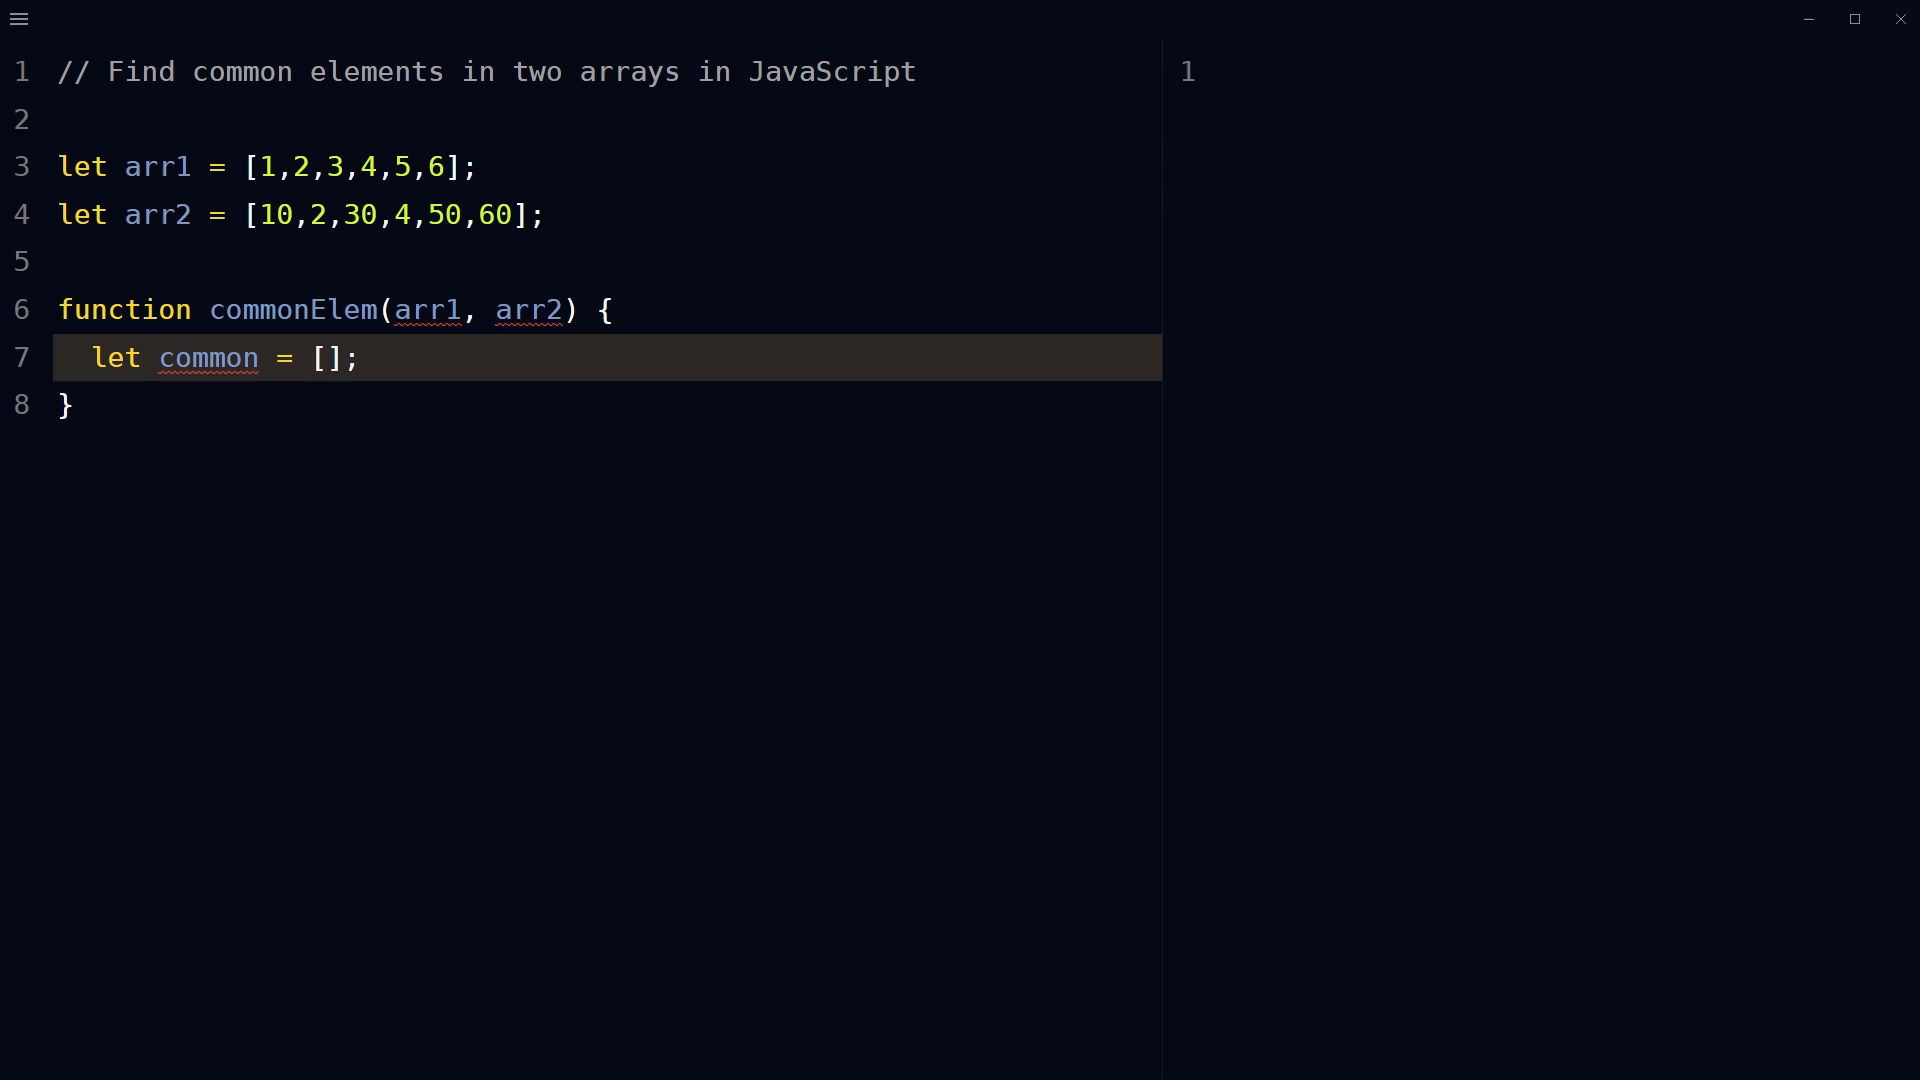 1 // Find common elements in two arrays in JavaScript 1
2
3 let arr1 = [1,2,3,4,5,6];
4 let arr2 = [10,2,30,4,50,60];
5
6 function commonElem(arr1, arr2) {
7   let common = [];
8 }